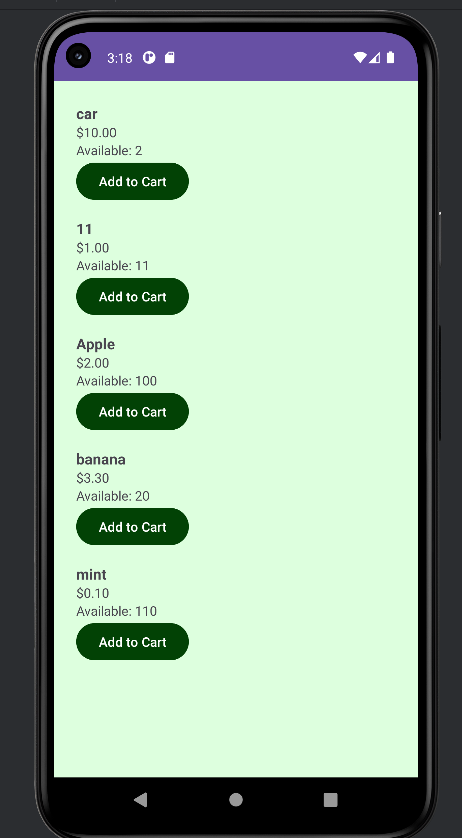 3:18
car
$10.00
Available: 2
Add to Cart
11
$1.00
Available: 11
Add to Cart
Apple
$2.00
Available: 100
Add to Cart
banana
$3.30
Available: 20
Add to Cart
mint
$0.10
Available: 110
Add to Cart